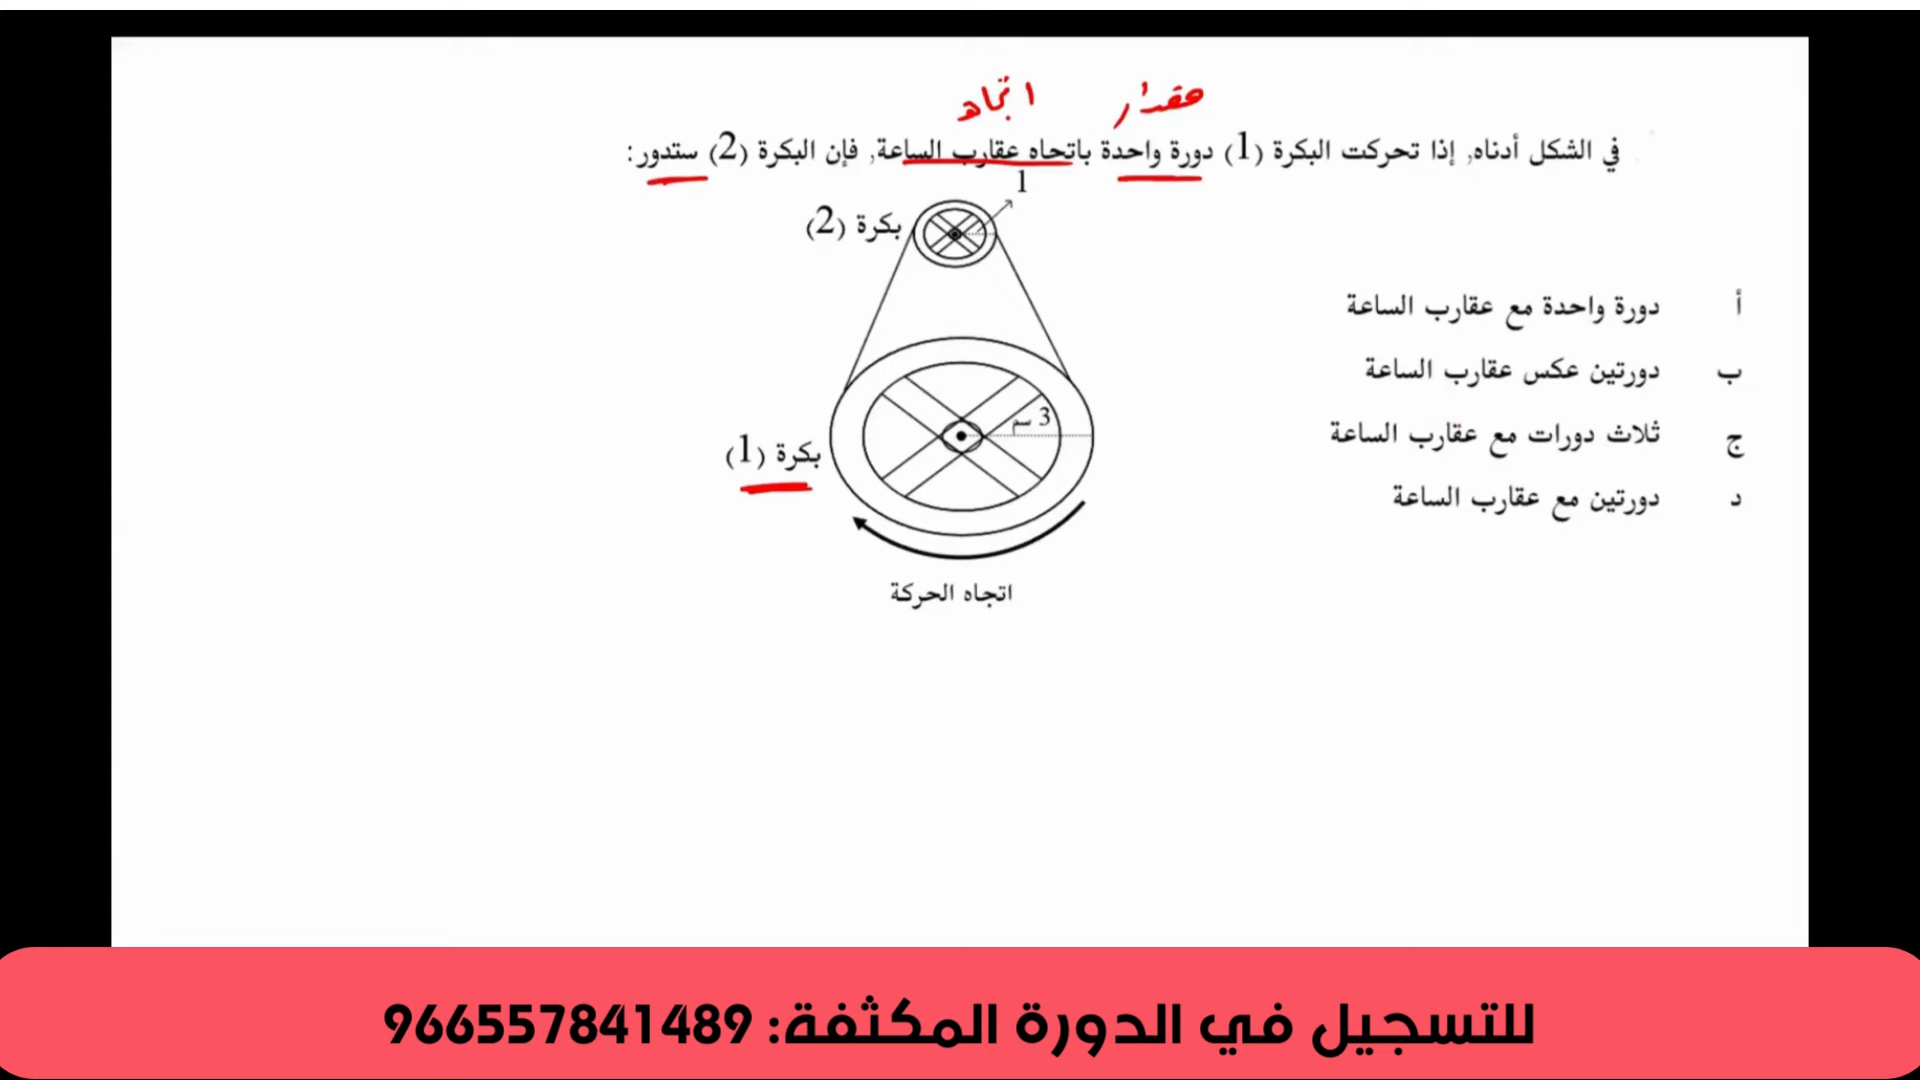 مقدار اتجاه
في الشكل أدناه, إذا تحركت البكرة (1) دورة واحدة باتجاه عقارب الساعة, فإن البكرة (2) ستدور:
1
بكرة (2)
أ دورة واحدة مع عقارب الساعة
ب دورتين عكس عقارب الساعة
3 سم
ج ثلاث دورات مع عقارب الساعة
بكرة (1)
د دورتين مع عقارب الساعة
اتجاه الحركة
للتسجيل في الدورة المكثفة: 966557841489